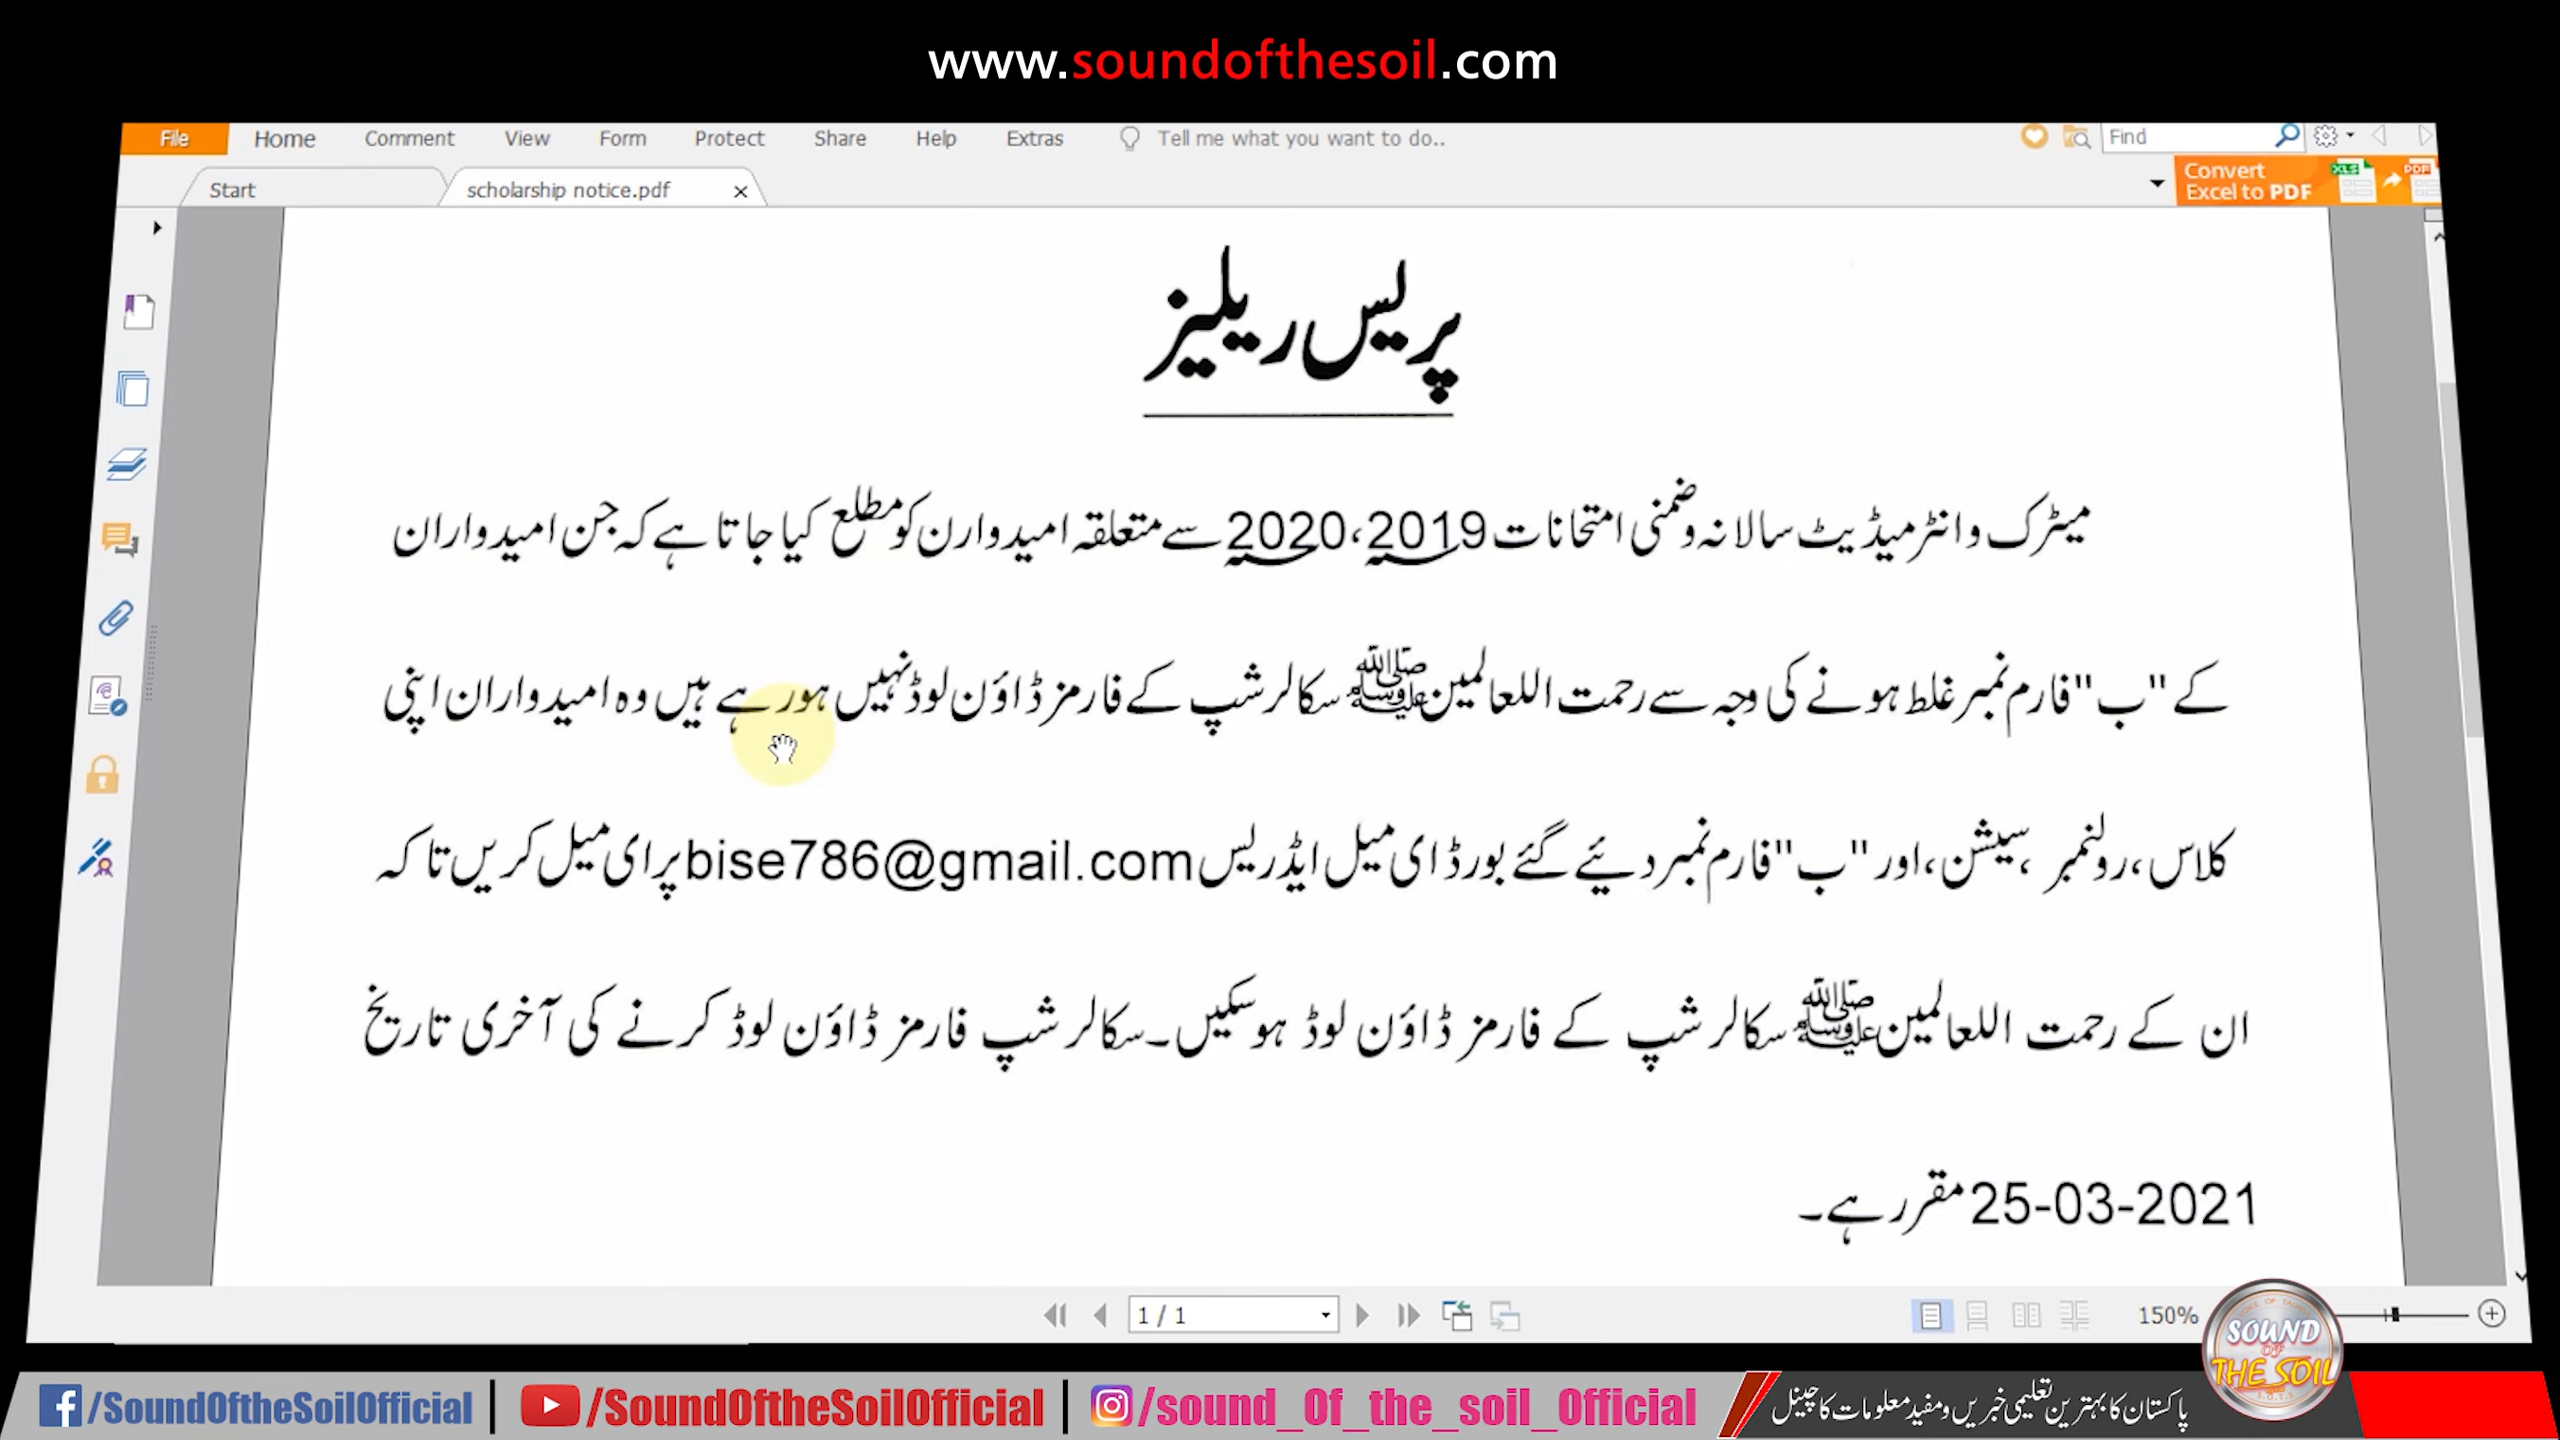 www.soundofthesoil.com
File Home Comment View Form Protect Share Help Extras Tell me what you want to do.. Find
Start scholarship notice.pdf
Convert
Excel to PDF
پریس ریلیز
میٹرک و انٹرمیڈیٹ سالانہ و ضمنی امتحانات 2019، 2020 سے متعلقہ امیدوارن کو مطلع کیا جاتا ہے کہ جن امیدواران
کے "ب" فارم نمبر غلط ہونے کی وجہ سے رحمت اللعالمین ﷺ سکالرشپ کے فارمز ڈاؤن لوڈ نہیں ہو رہے ہیں وہ امیدواران اپنی
کلاس، رولنمبر، سیشن، اور "ب" فارم نمبر دیئے گئے بورڈ ای میل ایڈریس bise786@gmail.com پر ای میل کریں تا کہ
ان کے رحمت اللعالمین ﷺ سکالر شپ کے فارمز ڈاؤن لوڈ ہو سکیں۔ سکالر شپ فارمز ڈاؤن لوڈ کرنے کی آخری تاریخ
25-03-2021 مقرر ہے۔
1 / 1
150%
SOUND
OF
THE SOIL
/SoundOftheSoilOfficial | /SoundOftheSoilOfficial | /sound_Of_the_soil_Official
پاکستان کا بہترین تعلیمی خبریں و مفید معلومات کا چینل